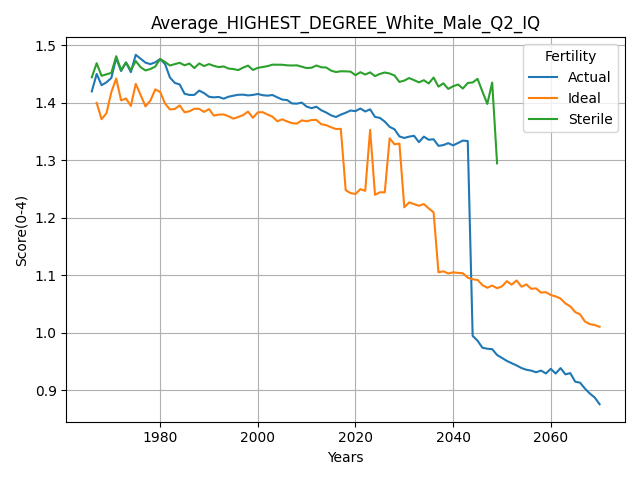 Average_HIGHEST_DEGREE_White_Male_Q2_IQ
Fertility
Actual
Ideal
Sterile
Score(0-4)
1.5
1.4
1.3
1.2
1.1
1.0
0.9
1980
2000
2020
2040
2060
Years